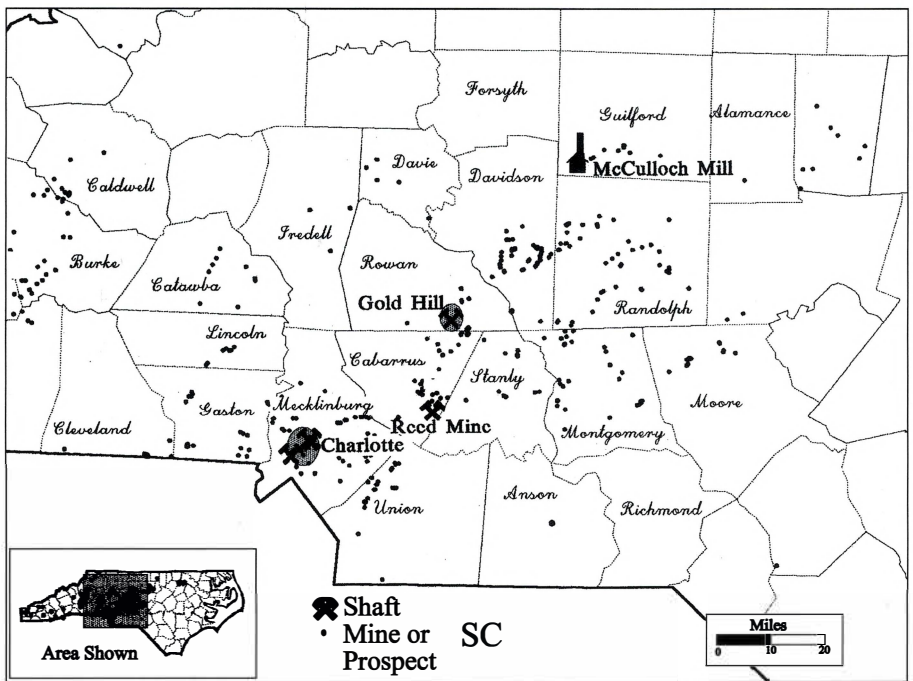 Forsyth
Guilford
Alamance
McCulloch Mill
Davie
Davidson
Caldwell
Iredell
Burke
Catawba
Rowan
Gold Hill
Randolph
Lincoln
Cabarrus
Stanly
Gaston
Mecklinburg
Reed Mine
Moore
Cleveland
Charlotte
Montgomery
Union
Anson
Richmond
Area Shown
Shaft
Mine or
Prospect
SC
Miles
0 10 20